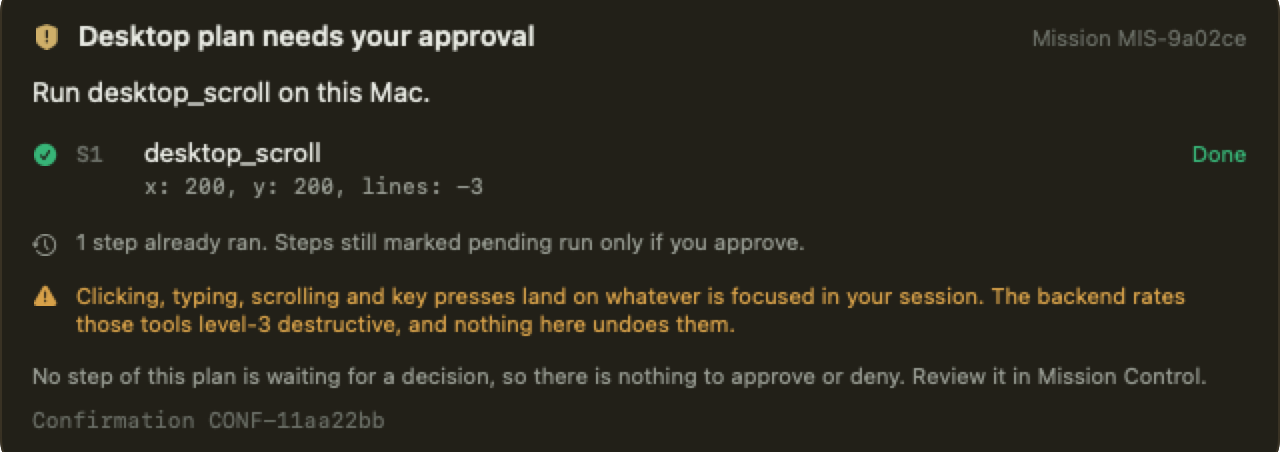 Desktop plan needs your approval
Mission MIS-9a02ce
Run desktop_scroll on this Mac.
S1 desktop_scroll Done
x: 200, y: 200, lines: -3
1 step already ran. Steps still marked pending run only if you approve.
Clicking, typing, scrolling and key presses land on whatever is focused in your session. The backend rates
those tools level-3 destructive, and nothing here undoes them.
No step of this plan is waiting for a decision, so there is nothing to approve or deny. Review it in Mission Control.
Confirmation CONF-11aa22bb